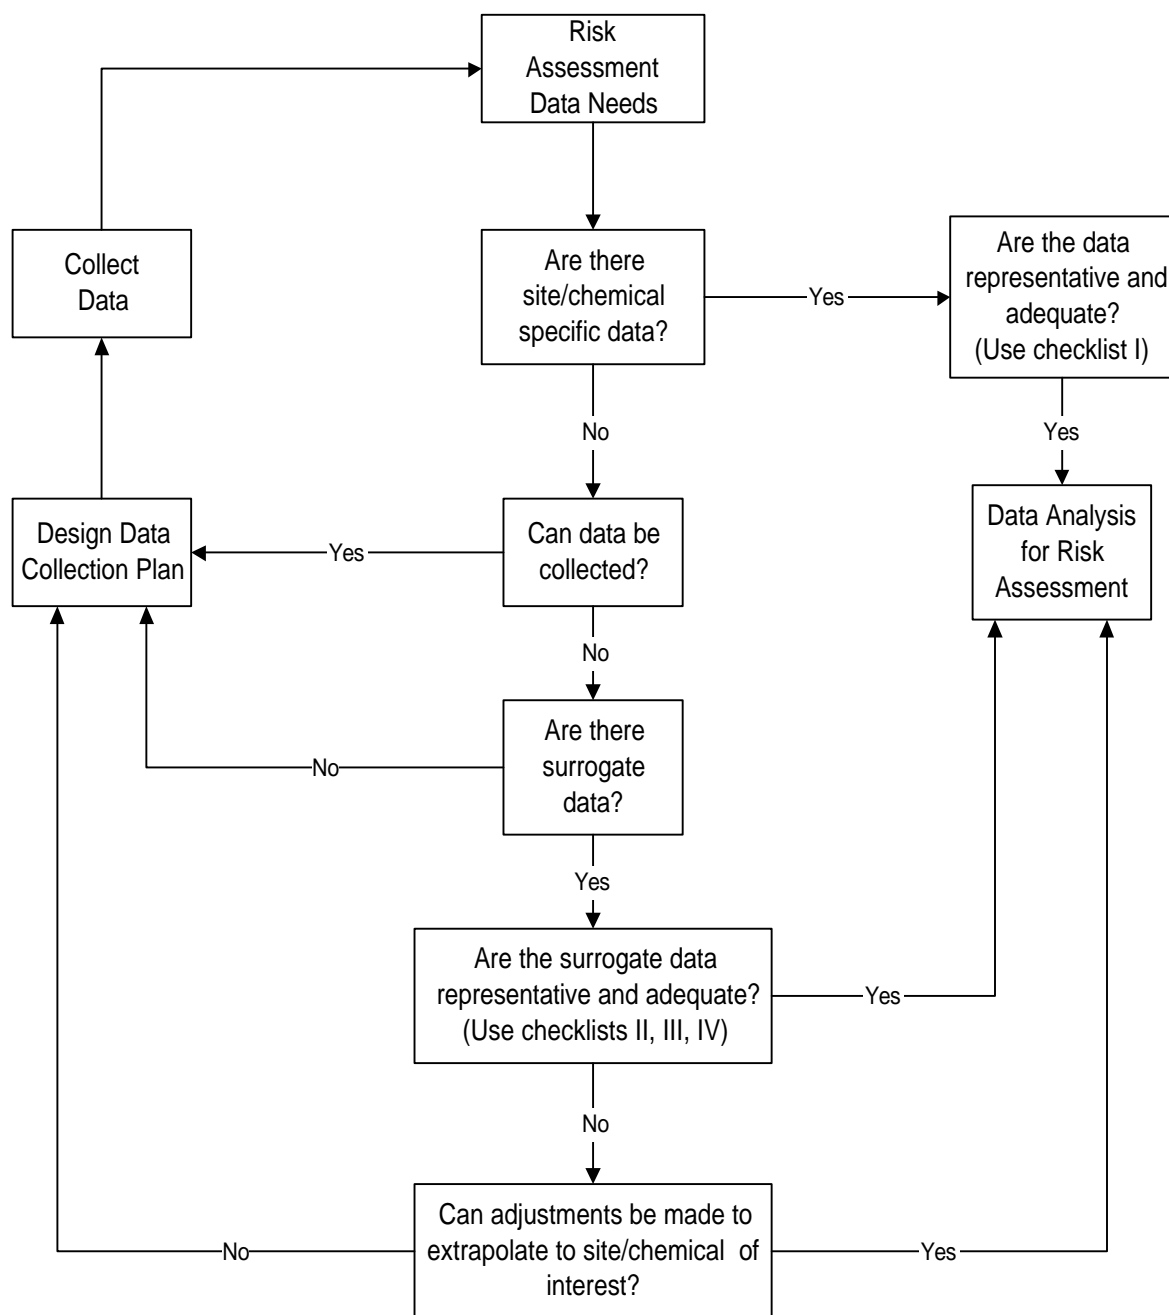 Risk
Assessment
Data Needs
Collect
Data
Are there
site/chemical
specific data?
Yes
Are the data
representative and
adequate?
(Use checklist I)
No
Yes
Design Data
Collection Plan
Yes
Can data be
collected?
Data Analysis
for Risk
Assessment
No
Are there
surrogate
data?
No
Yes
Are the surrogate data
representative and adequate?
(Use checklists II, III, IV)
Yes
No
Can adjustments be made to
extrapolate to site/chemical of
interest?
No
Yes